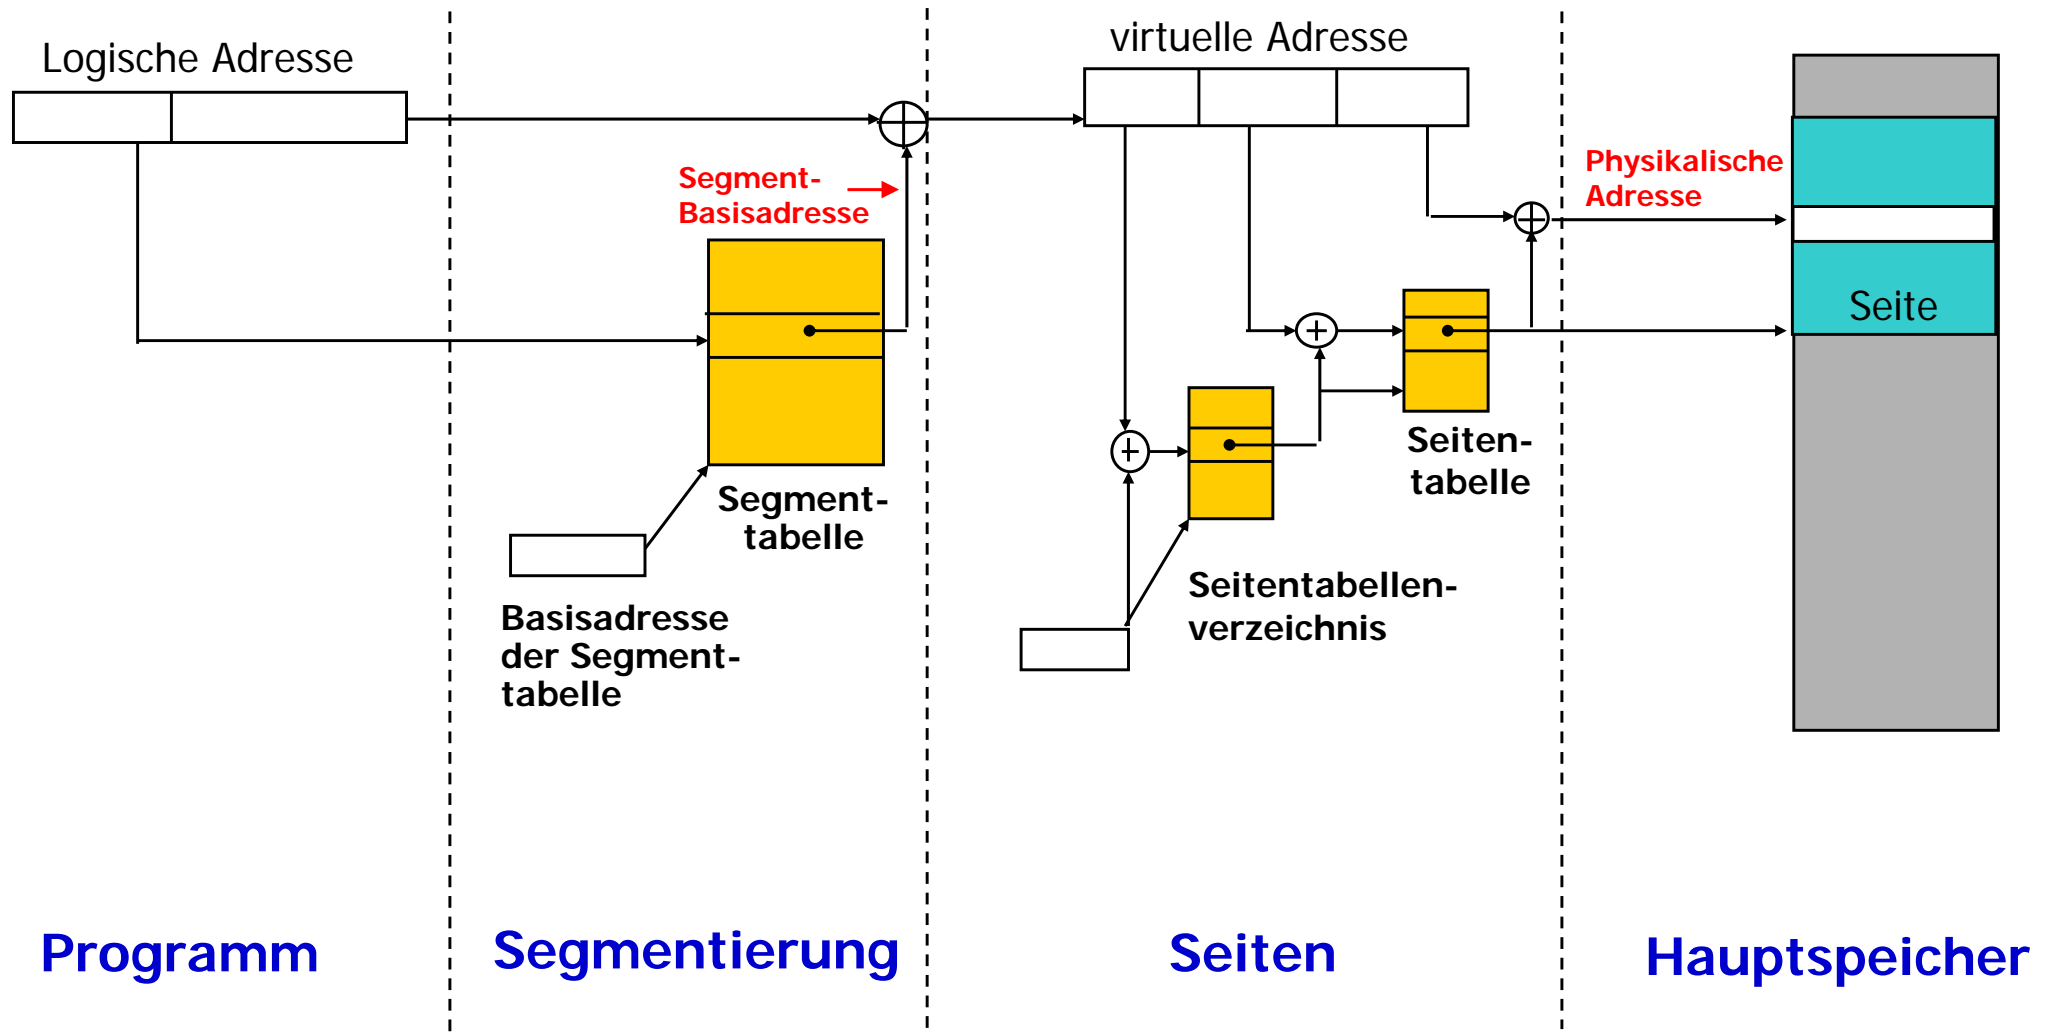 Logische Adresse
virtuelle Adresse
Segment-
Basisadresse
Physikalische
Adresse
Seite
Segment-
tabelle
Seiten-
tabelle
Basisadresse
der Segment-
tabelle
Seitentabellen-
verzeichnis
Programm
Segmentierung
Seiten
Hauptspeicher